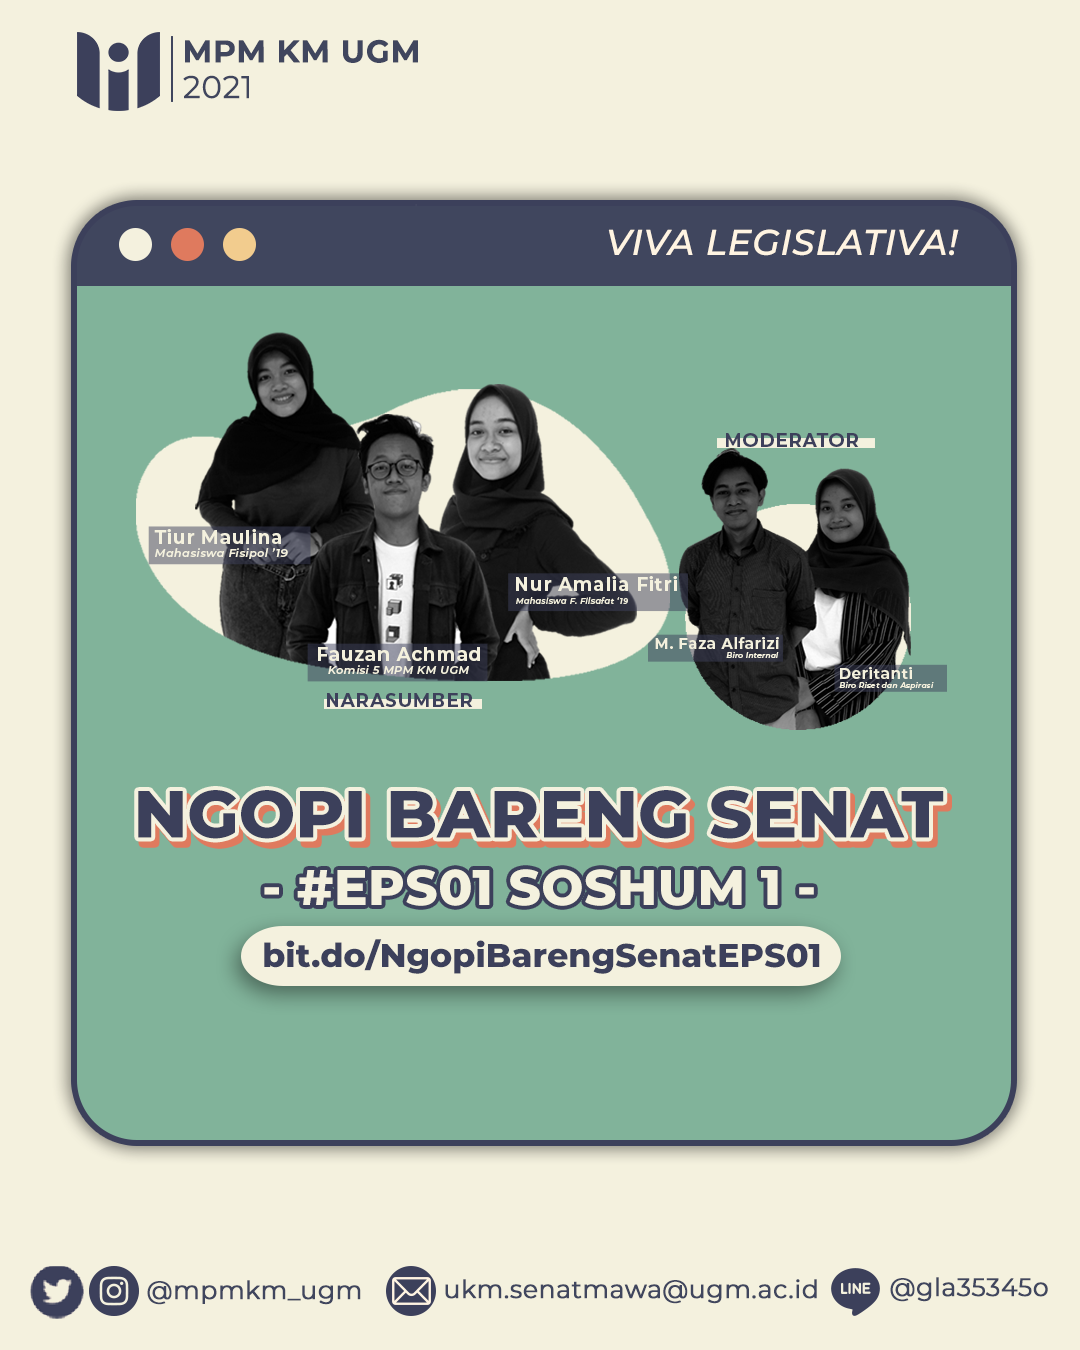 MPM KM UGM
2021
VIVA LEGISLATIVA!
MODERATOR
Tiur Maulina
Mahasiswa Fisipol '19
Nur Amalia Fitri
Mahasiswa F. Filsafat '19
Fauzan Achmad
Komisi 5 MPM KM UGM
M. Faza Alfarizi
Biro Internal
Deritanti
Biro Riset dan Aspirasi
NARASUMBER
NGOPI BARENG SENAT
- #EPS01 SOSHUM 1 -
bit.do/NgopiBarengSenatEPS01
@mpmkm_ugm
ukm.senatmawa@ugm.ac.id
LINE
@gla35345o